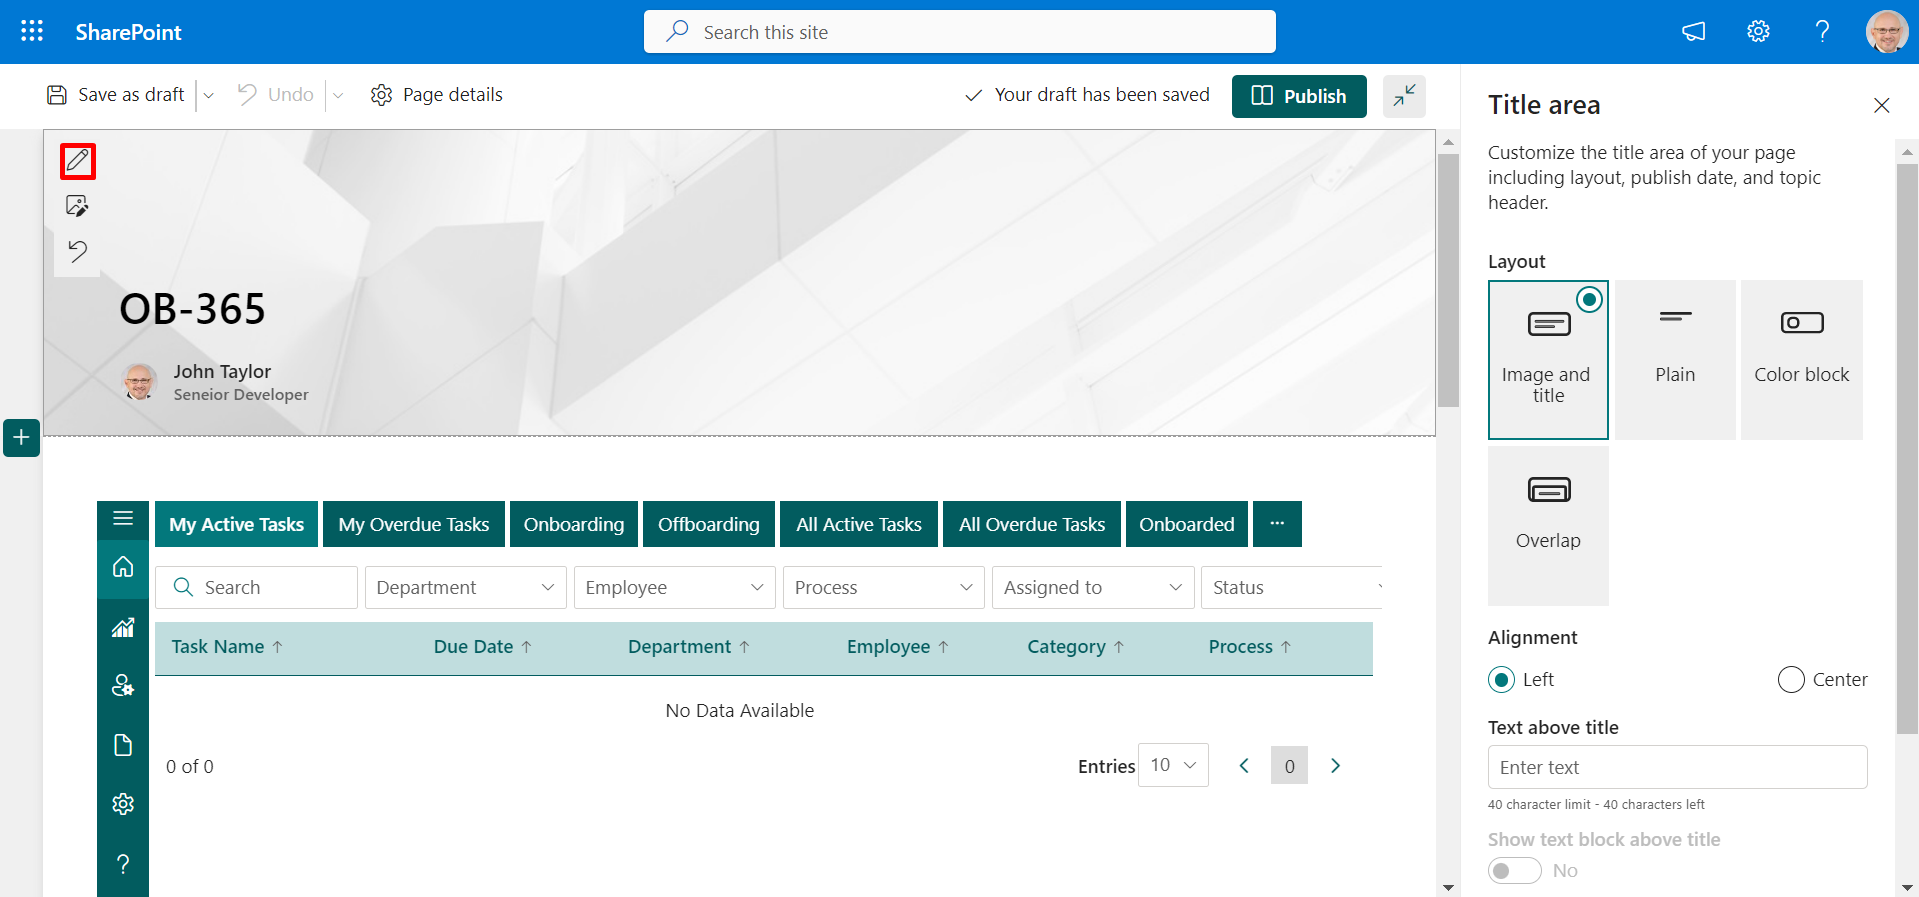 SharePoint
Search this site
Save as draft
Undo
Page details
Your draft has been saved
Publish
OB-365
John Taylor
Seneior Developer
My Active Tasks
My Overdue Tasks
Onboarding
Offboarding
All Active Tasks
All Overdue Tasks
Onboarded
...
Search
Department
Employee
Process
Assigned to
Status
Task Name
Due Date
Department
Employee
Category
Process
No Data Available
0 of 0
Entries
10
0
Title area
Customize the title area of your page
including layout, publish date, and topic
header.
Layout
Image and
title
Plain
Color block
Overlap
Alignment
Left
Center
Text above title
Enter text
40 character limit - 40 characters left
Show text block above title
No